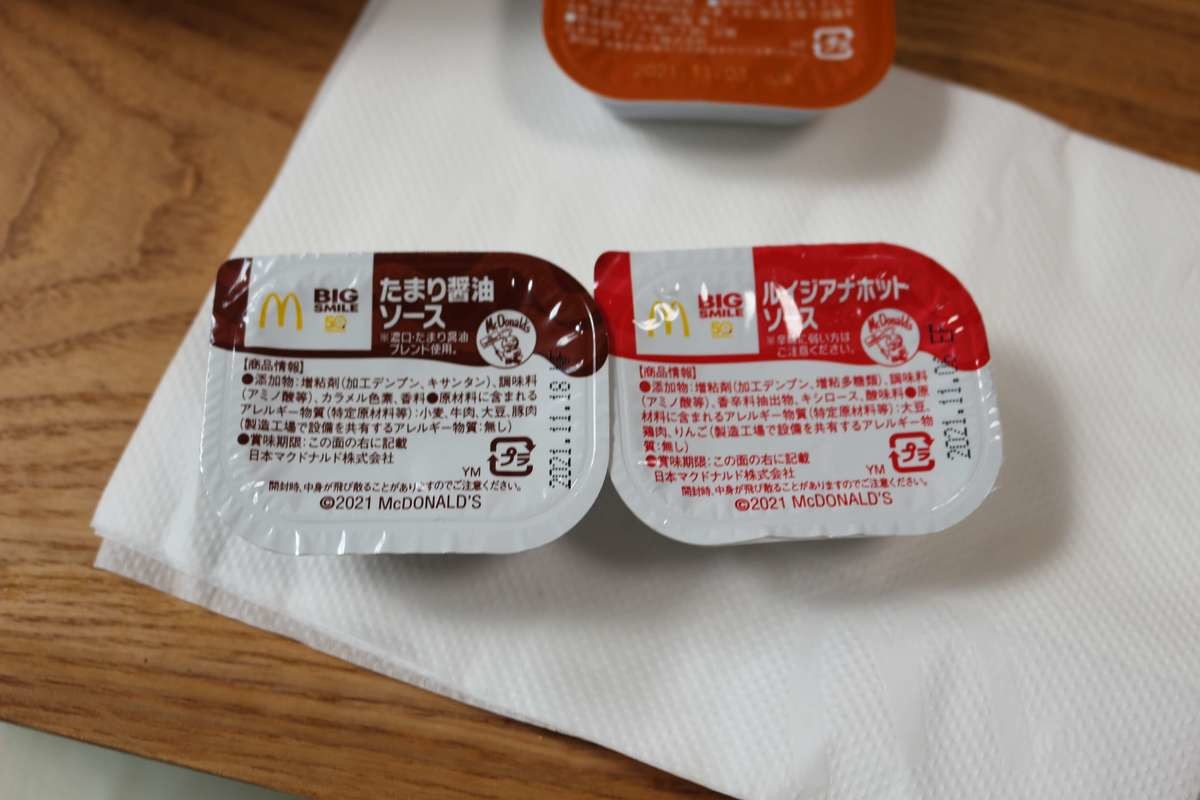 2021.11.03
プラ
BIG
SMILE
50
たまり醤油
ソース
※濃口・たまり醤油
ブレンド使用。
McDonald's
【商品情報】
●添加物:増粘剤(加工デンプン、キサンタン)、調味料
(アミノ酸等)、カラメル色素、香料●原材料に含まれる
アレルギー物質(特定原材料等):小麦、牛肉、大豆、豚肉
(製造工場で設備を共有するアレルギー物質:無し)
●賞味期限:この面の右に記載
日本マクドナルド株式会社
YM
プラ
開封時、中身が飛び散ることがありますのでご注意ください。
©2021 McDONALD'S
2021.11.18
BIG
SMILE
50
ルイジアナホット
ソース
※辛味に弱い方は
ご注意ください。
McDonald's
【商品情報】
●添加物:増粘剤(加工デンプン、増粘多糖類)、調味料
(アミノ酸等)、香辛料抽出物、キシロース、酸味料●原
材料に含まれるアレルギー物質(特定原材料等):大豆、
鶏肉、りんご(製造工場で設備を共有するアレルギー物
質:無し)
●賞味期限:この面の右に記載
日本マクドナルド株式会社
YM
プラ
開封時、中身が飛び散ることがありますのでご注意ください。
©2021 McDONALD'S